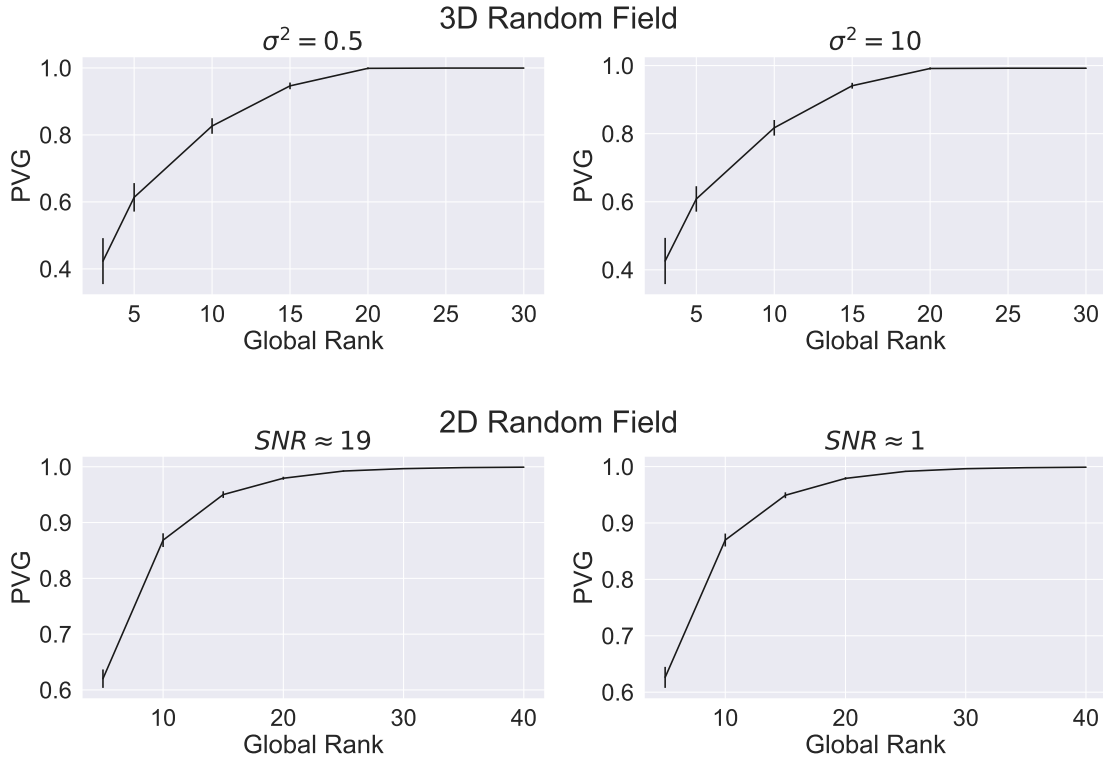 3D Random Field
σ² = 0.5
σ² = 10
1.0
0.8
0.6
0.4
PVG
5 10 15 20 25 30
Global Rank
1.0
0.8
0.6
0.4
PVG
5 10 15 20 25 30
Global Rank
2D Random Field
SNR ≈ 19
SNR ≈ 1
1.0
0.9
0.8
0.7
0.6
PVG
10 20 30 40
Global Rank
1.0
0.9
0.8
0.7
0.6
PVG
10 20 30 40
Global Rank